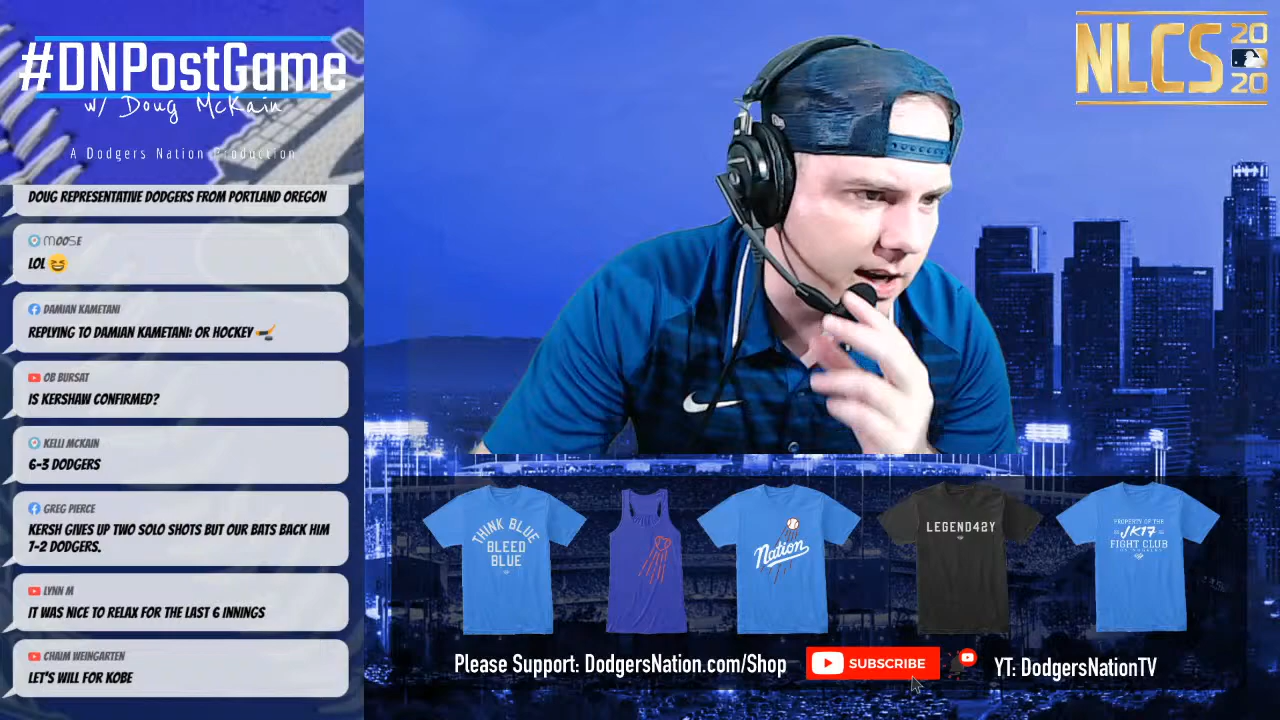 #DNPostGame
w/ Doug McKain
A Dodgers Nation Production
DOUG REPRESENTATIVE DODGERS FROM PORTLAND OREGON
MOOSE
LOL
DAMIAN KAMETANI
REPLYING TO DAMIAN KAMETANI: OR HOCKEY
OB BURSAT
IS KERSHAW CONFIRMED?
KELLI MCKAIN
6-3 DODGERS
GREG PIERCE
KERSH GIVES UP TWO SOLO SHOTS BUT OUR BATS BACK HIM
7-2 DODGERS.
LYNN M
IT WAS NICE TO RELAX FOR THE LAST 6 INNINGS
CHAIM WEINGARTEN
LET'S WILL FOR KOBE
NLCS
20
20
THINK BLUE
BLEED
BLUE
Nation
LEGEND42Y
PROPERTY OF THE
JK17
FIGHT CLUB
Please Support: DodgersNation.com/Shop
SUBSCRIBE
YT: DodgersNationTV